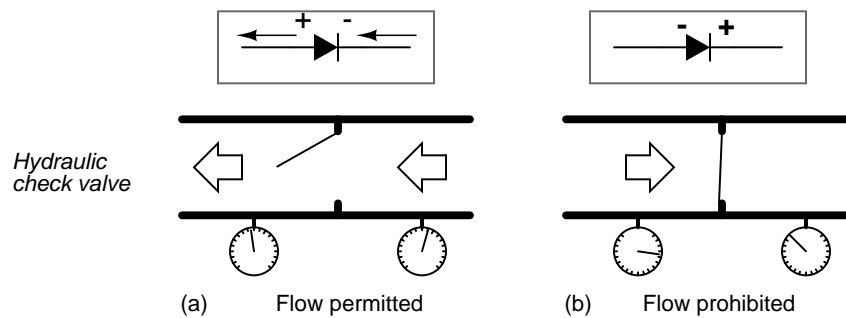 + -
- +
Hydraulic
check valve
(a) Flow permitted
(b) Flow prohibited